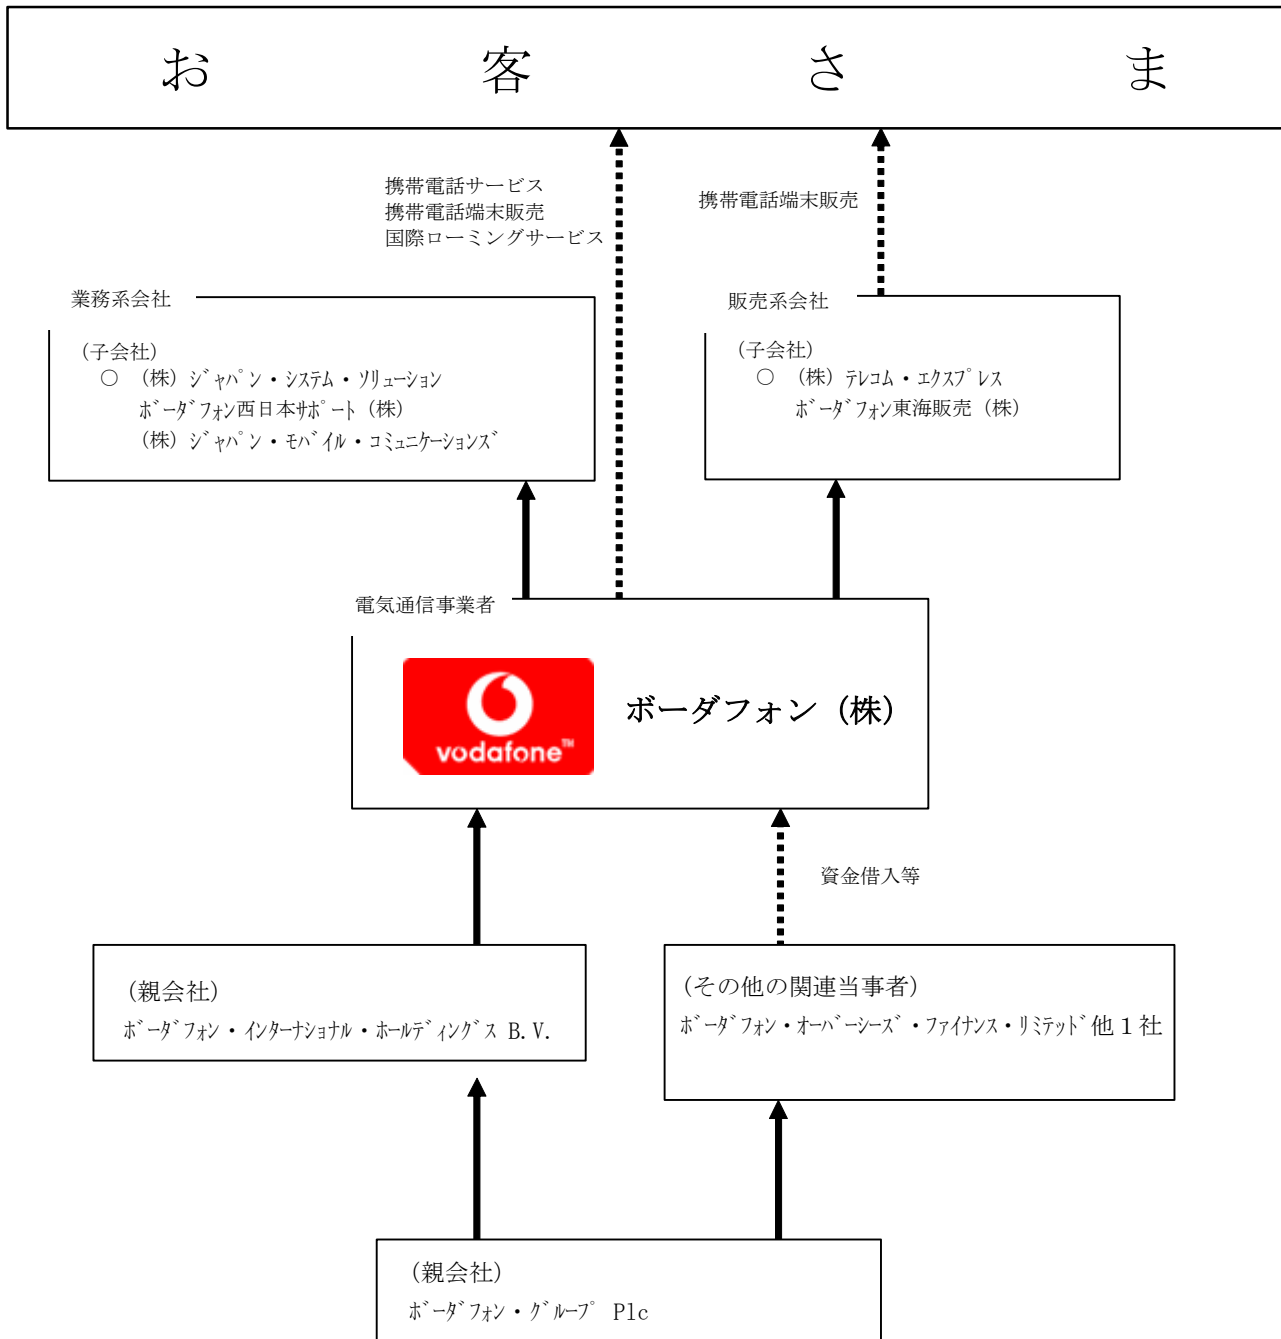 お客さま
携帯電話サービス
携帯電話端末販売
国際ローミングサービス
携帯電話端末販売
業務系会社
(子会社)
○ (株) ｼﾞｬﾊﾟﾝ・ｼｽﾃﾑ・ｿﾘｭｰｼｮﾝ
ﾎﾞｰﾀﾞﾌｫﾝ西日本ｻﾎﾟｰﾄ (株)
(株) ｼﾞｬﾊﾟﾝ・ﾓﾊﾞｲﾙ・ｺﾐｭﾆｹｰｼｮﾝｽﾞ
販売系会社
(子会社)
○ (株) ﾃﾚｺﾑ・ｴｸｽﾌﾟﾚｽ
ﾎﾞｰﾀﾞﾌｫﾝ東海販売 (株)
電気通信事業者
vodafone™
ボーダフォン (株)
資金借入等
(親会社)
ﾎﾞｰﾀﾞﾌｫﾝ・ｲﾝﾀｰﾅｼｮﾅﾙ・ﾎｰﾙﾃﾞｨﾝｸﾞｽ B.V.
(その他の関連当事者)
ﾎﾞｰﾀﾞﾌｫﾝ・ｵｰﾊﾞｰｼｰｽﾞ・ﾌｧｲﾅﾝｽ・ﾘﾐﾃｯﾄﾞ他１社
(親会社)
ﾎﾞｰﾀﾞﾌｫﾝ・ｸﾞﾙｰﾌﾟ Plc